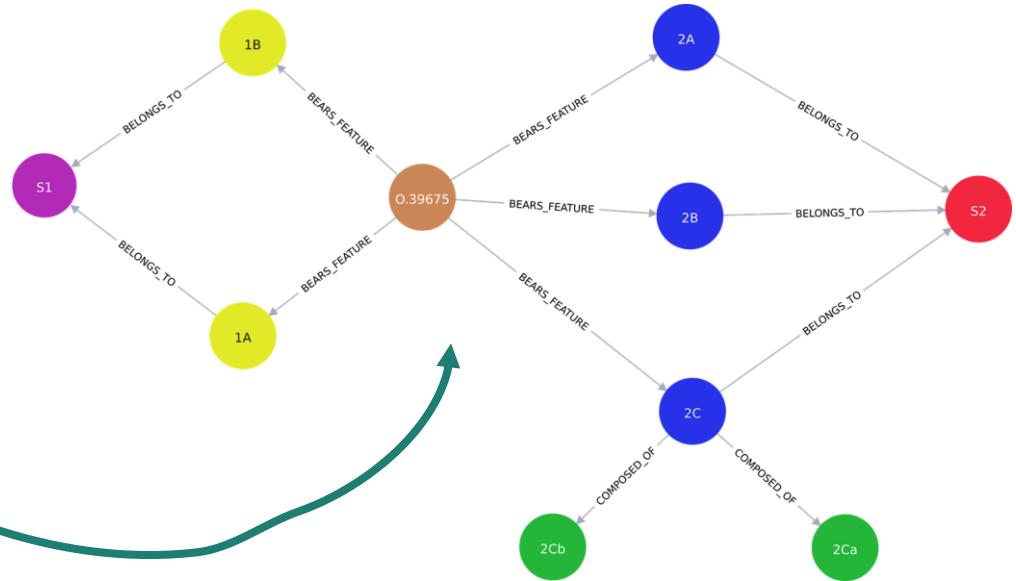 1B
2A
BELONGS_TO
BEARS_FEATURE
BEARS_FEATURE
BELONGS_TO
S1
O.39675
BEARS_FEATURE
2B
BELONGS_TO
S2
BELONGS_TO
BEARS_FEATURE
BEARS_FEATURE
BELONGS_TO
1A
2C
COMPOSED_OF
COMPOSED_OF
2Cb
2Ca